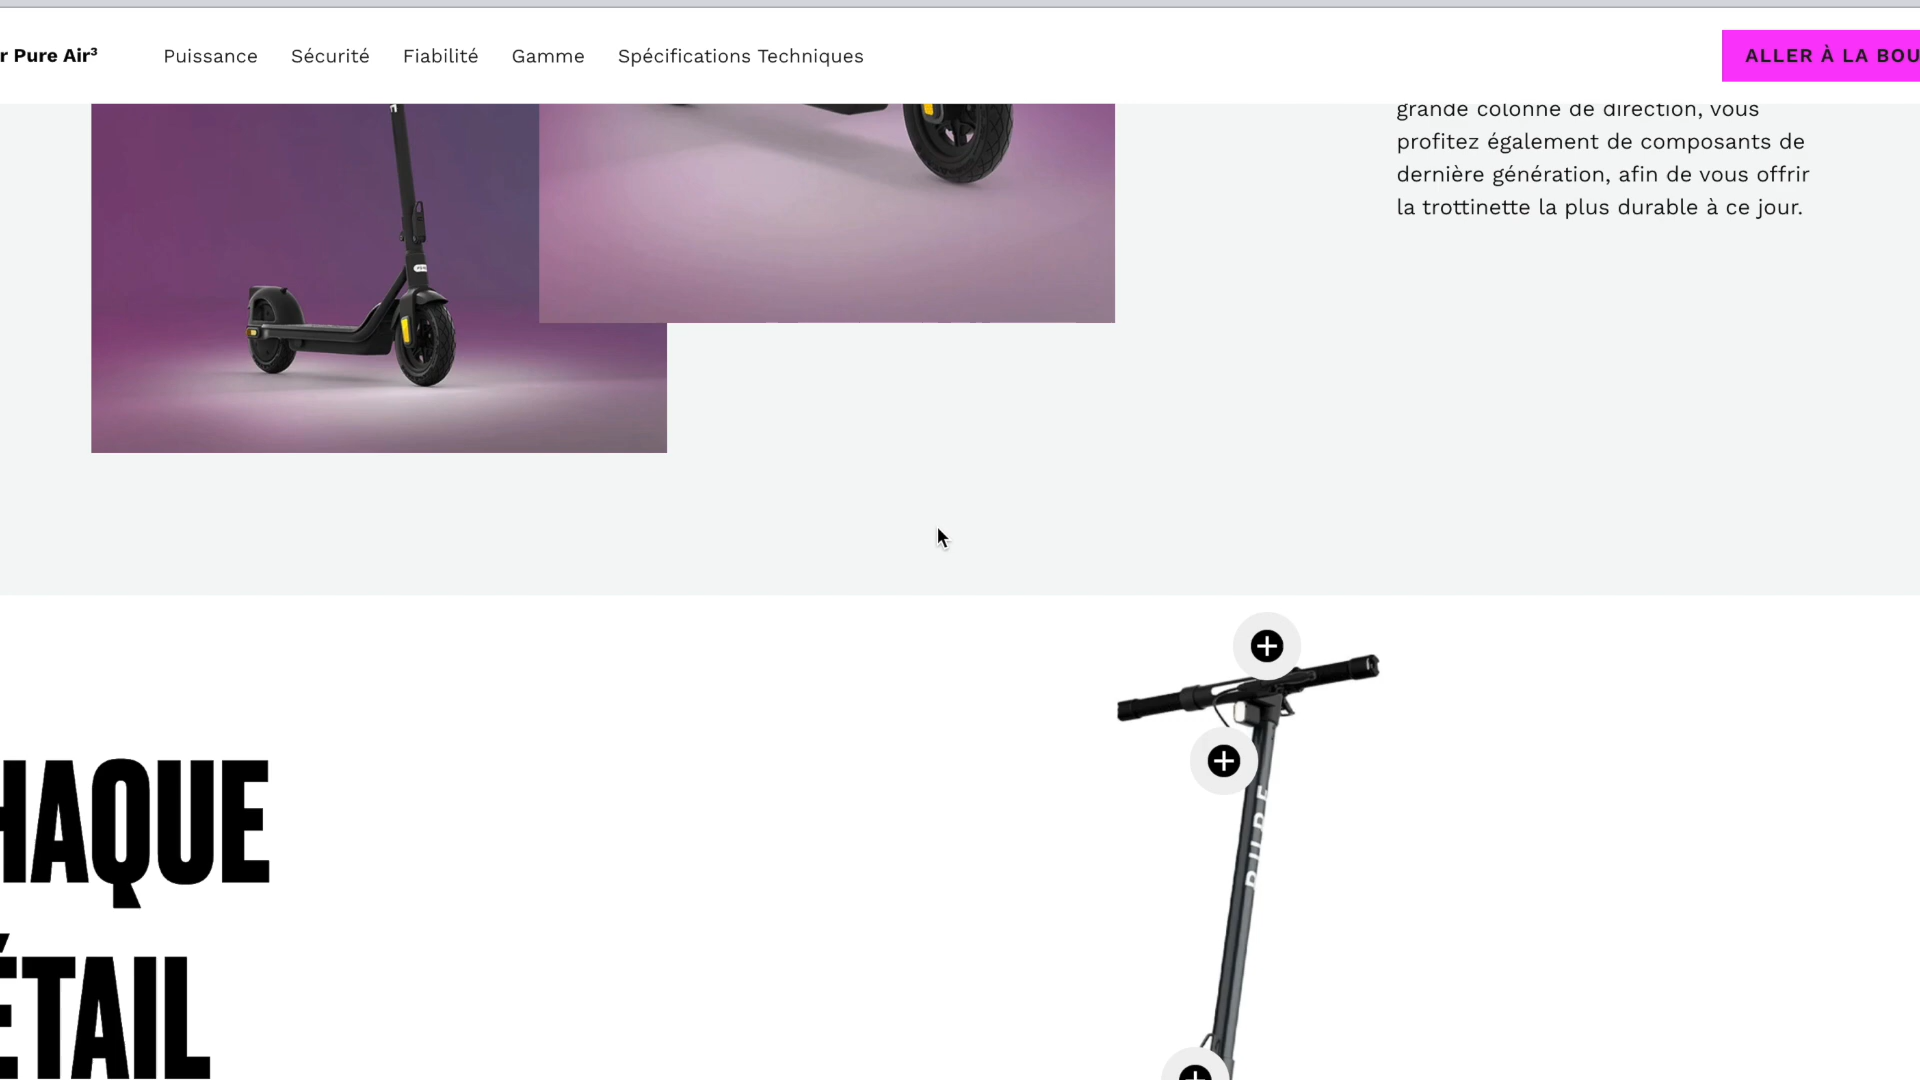 r Pure Air³
Puissance
Sécurité
Fiabilité
Gamme
Spécifications Techniques
ALLER À LA BOU
grande colonne de direction, vous
profitez également de composants de
dernière génération, afin de vous offrir
la trottinette la plus durable à ce jour.
HAQUE
ÉTAIL
PURE